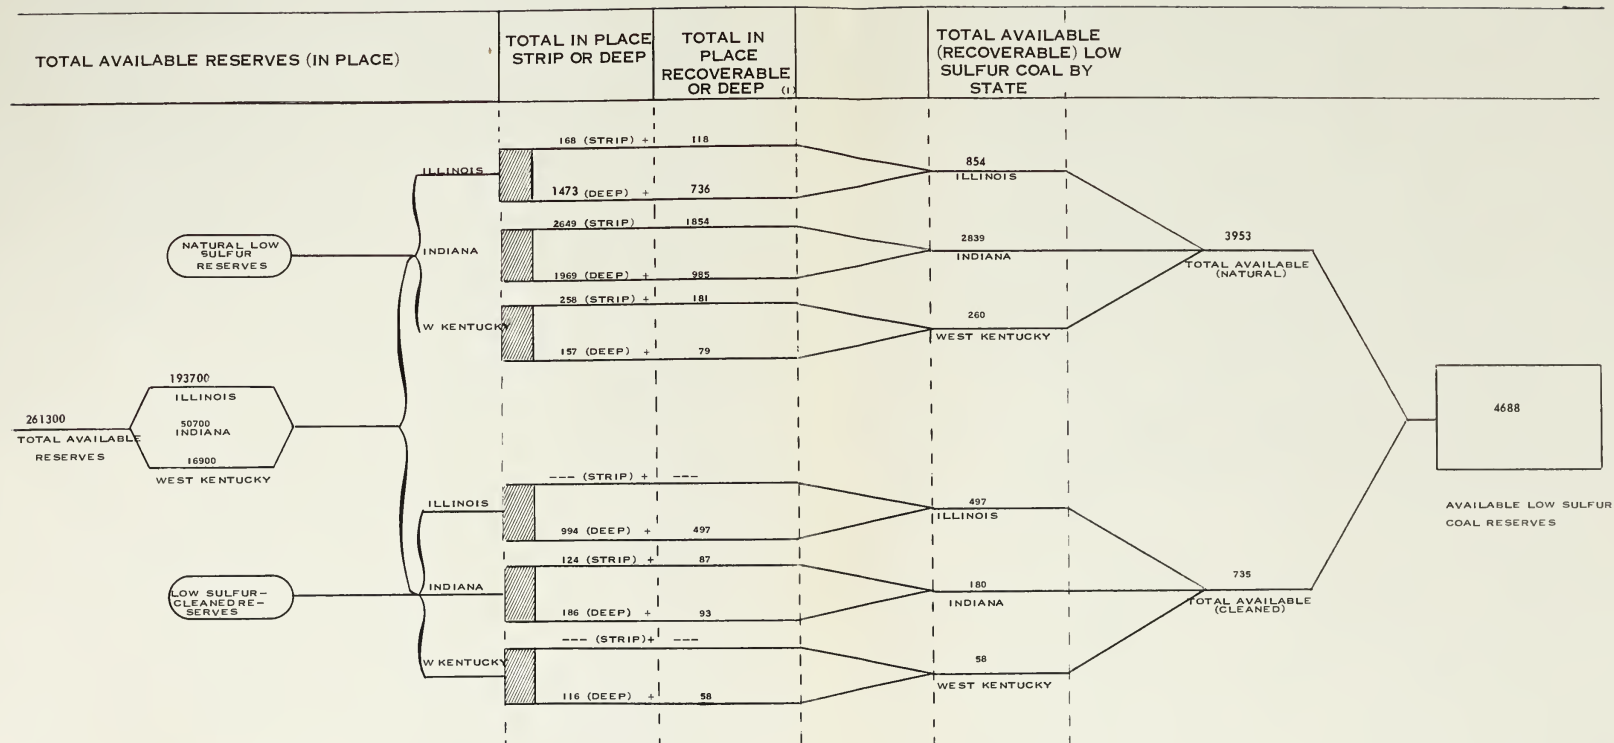 TOTAL AVAILABLE RESERVES (IN PLACE)
TOTAL IN PLACE
STRIP OR DEEP
TOTAL IN
PLACE
RECOVERABLE
OR DEEP (1)
TOTAL AVAILABLE
(RECOVERABLE) LOW
SULFUR COAL BY
STATE
168 (STRIP) + 118
ILLINOIS
1473 (DEEP) + 736
854
ILLINOIS
NATURAL LOW
SULFUR
RESERVES
INDIANA
2649 (STRIP) 1854
1969 (DEEP) + 985
2839
INDIANA
3953
TOTAL AVAILABLE
(NATURAL)
W KENTUCKY
258 (STRIP) + 181
157 (DEEP) + 79
260
WEST KENTUCKY
261300
TOTAL AVAILABLE
RESERVES
193700
ILLINOIS
50700
INDIANA
16900
WEST KENTUCKY
4688
AVAILABLE LOW SULFUR
COAL RESERVES
ILLINOIS
--- (STRIP) + ---
994 (DEEP) + 497
497
ILLINOIS
LOW SULFUR-
CLEANED RE-
SERVES
INDIANA
124 (STRIP) + 87
186 (DEEP) + 93
180
INDIANA
735
TOTAL AVAILABLE
(CLEANED)
W KENTUCKY
--- (STRIP) + ---
116 (DEEP) + 58
58
WEST KENTUCKY